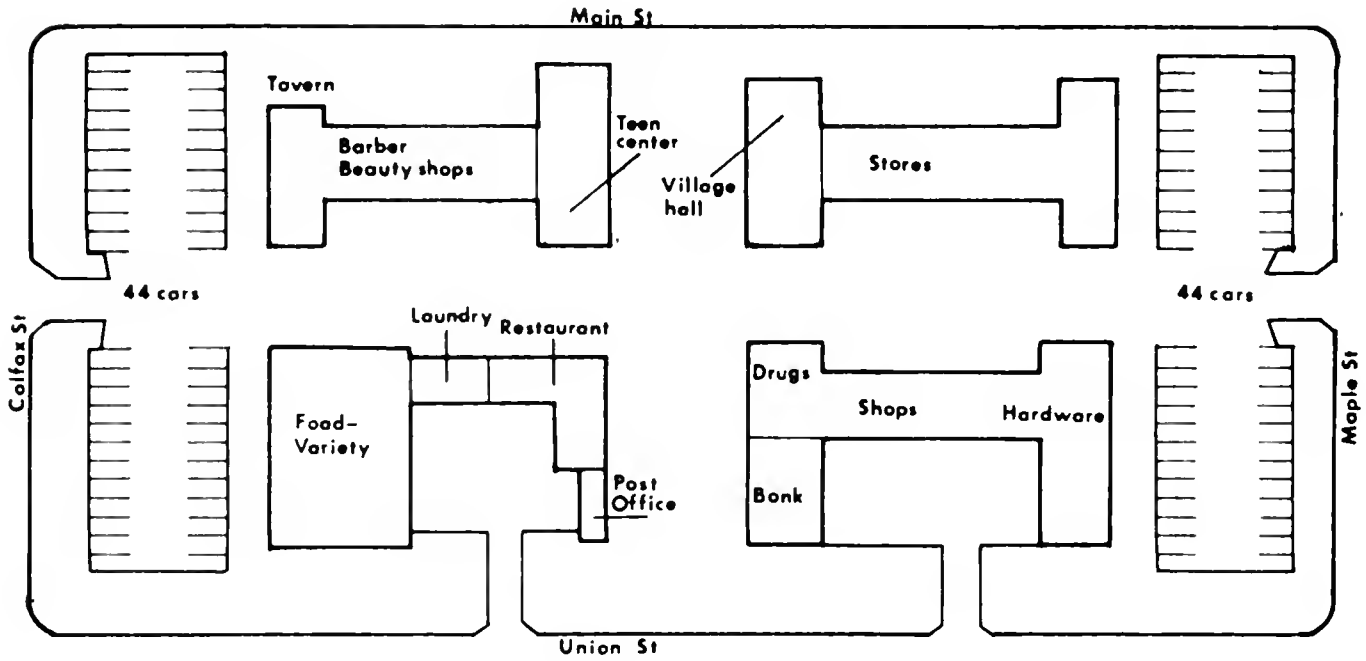 Main St
Tavern
Barber
Beauty shops
Teen
center
Village
hall
Stores
44 cars
44 cars
Colfax St
Laundry
Restaurant
Food-
Variety
Post
Office
Drugs
Shops
Hardware
Bonk
Maple St
Union St